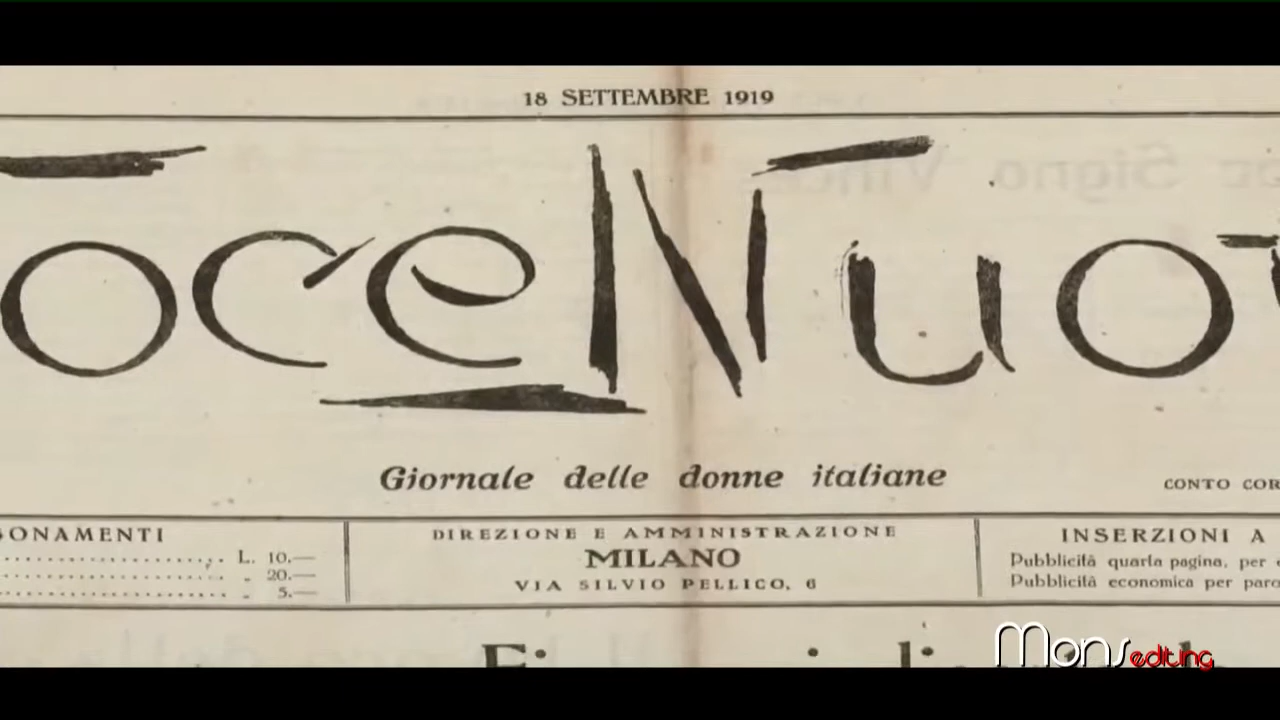 18 SETTEMBRE 1919
oceNuo
Giornale delle donne italiane
CONTO COR
BONAMENTI
L. 10.—
„ 20.—
„ 5.—
DIREZIONE E AMMINISTRAZIONE
MILANO
VIA SILVIO PELLICO, 6
INSERZIONI A
Pubblicità quarta pagina, per
Pubblicità economica per paro
Mons editing